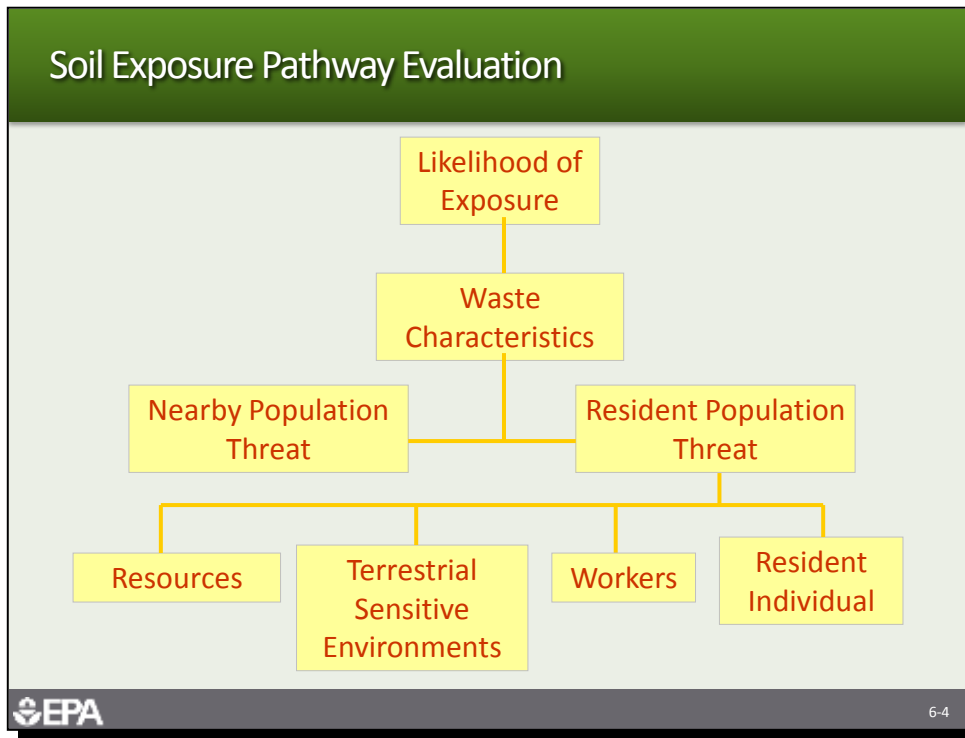 Soil Exposure Pathway Evaluation
Likelihood of
Exposure
Waste
Characteristics
Nearby Population
Threat
Resident Population
Threat
Resources
Terrestrial
Sensitive
Environments
Workers
Resident
Individual
EPA
6-4